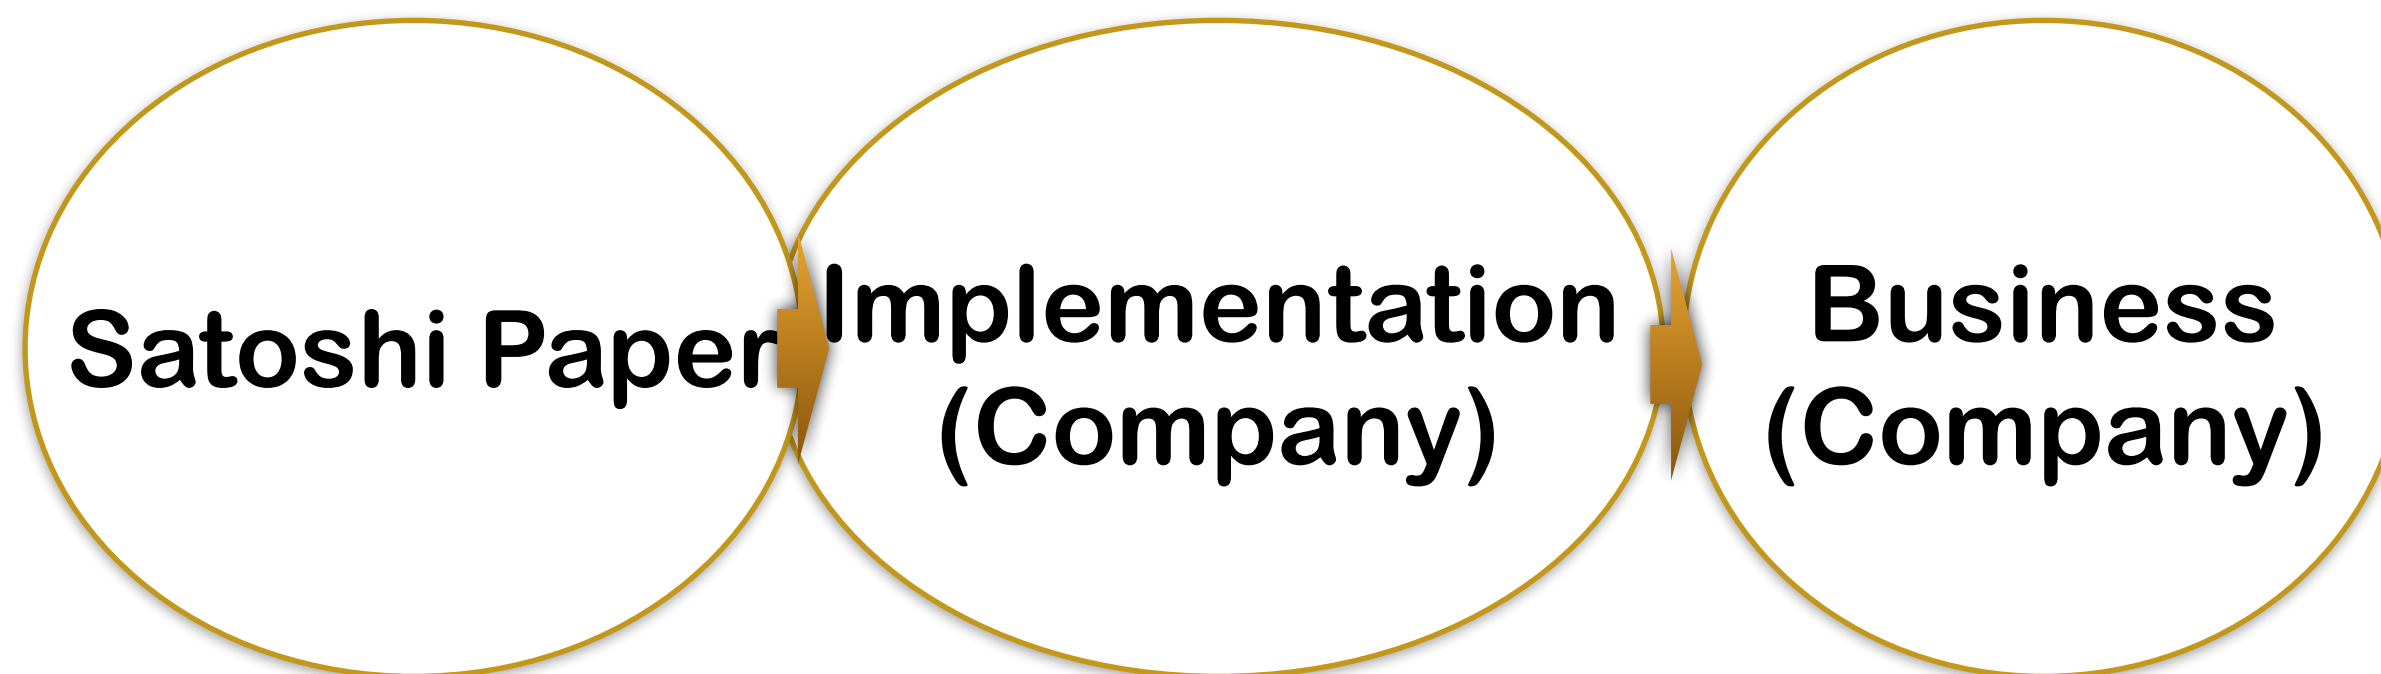 Satoshi Paper
Implementation
(Company)
Business
(Company)